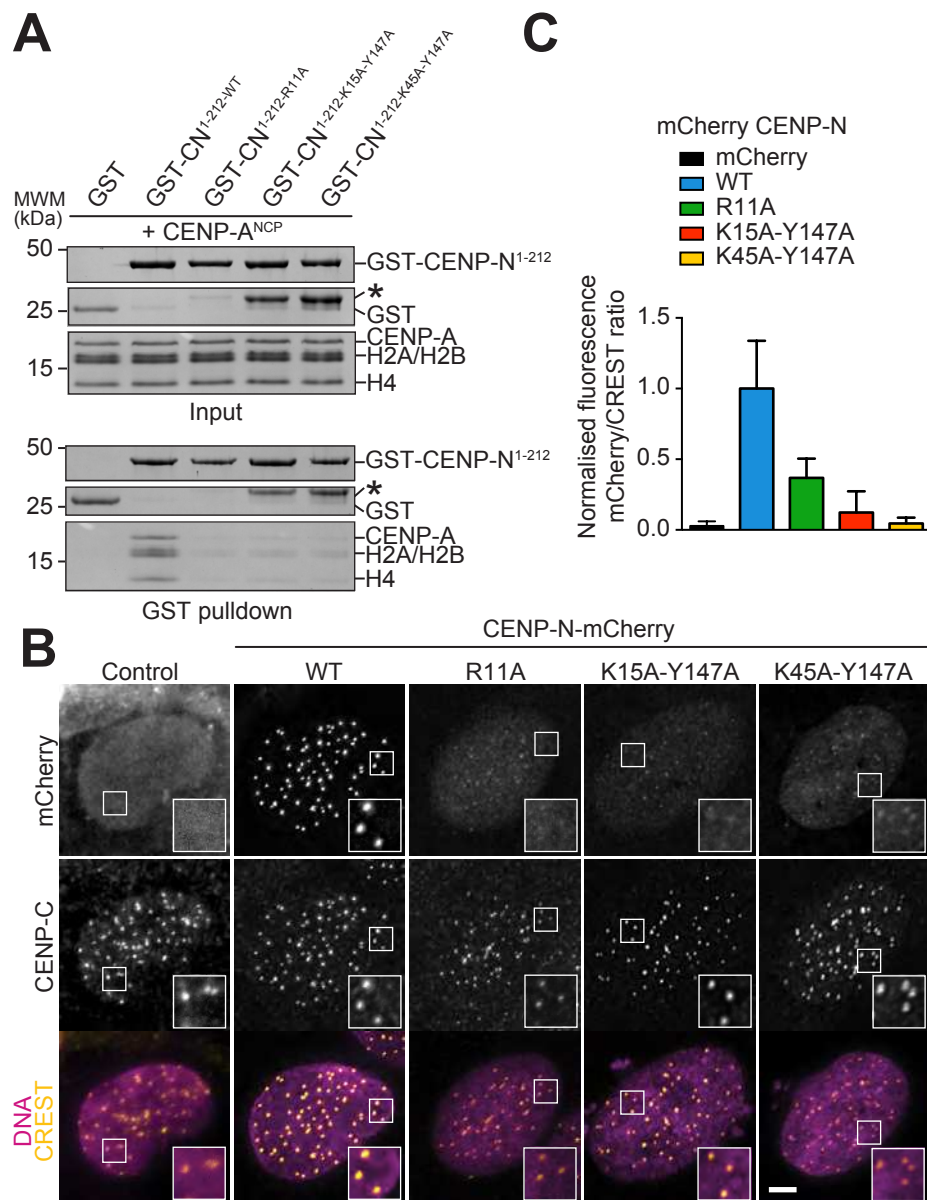 A
GST
GST-CN1-212-WT
GST-CN1-212-R11A
GST-CN1-212-K15A-Y147A
GST-CN1-212-K45A-Y147A
MWM
(kDa)
+ CENP-ANCP
50
GST-CENP-N1-212
*
25
GST
CENP-A
H2A/H2B
15
H4
Input
50
GST-CENP-N1-212
*
25
GST
CENP-A
H2A/H2B
15
H4
GST pulldown
C
mCherry CENP-N
mCherry
WT
R11A
K15A-Y147A
K45A-Y147A
Normalised fluorescence
mCherry/CREST ratio
1.5
1.0
0.5
0.0
B
CENP-N-mCherry
Control
WT
R11A
K15A-Y147A
K45A-Y147A
mCherry
CENP-C
DNA
CREST